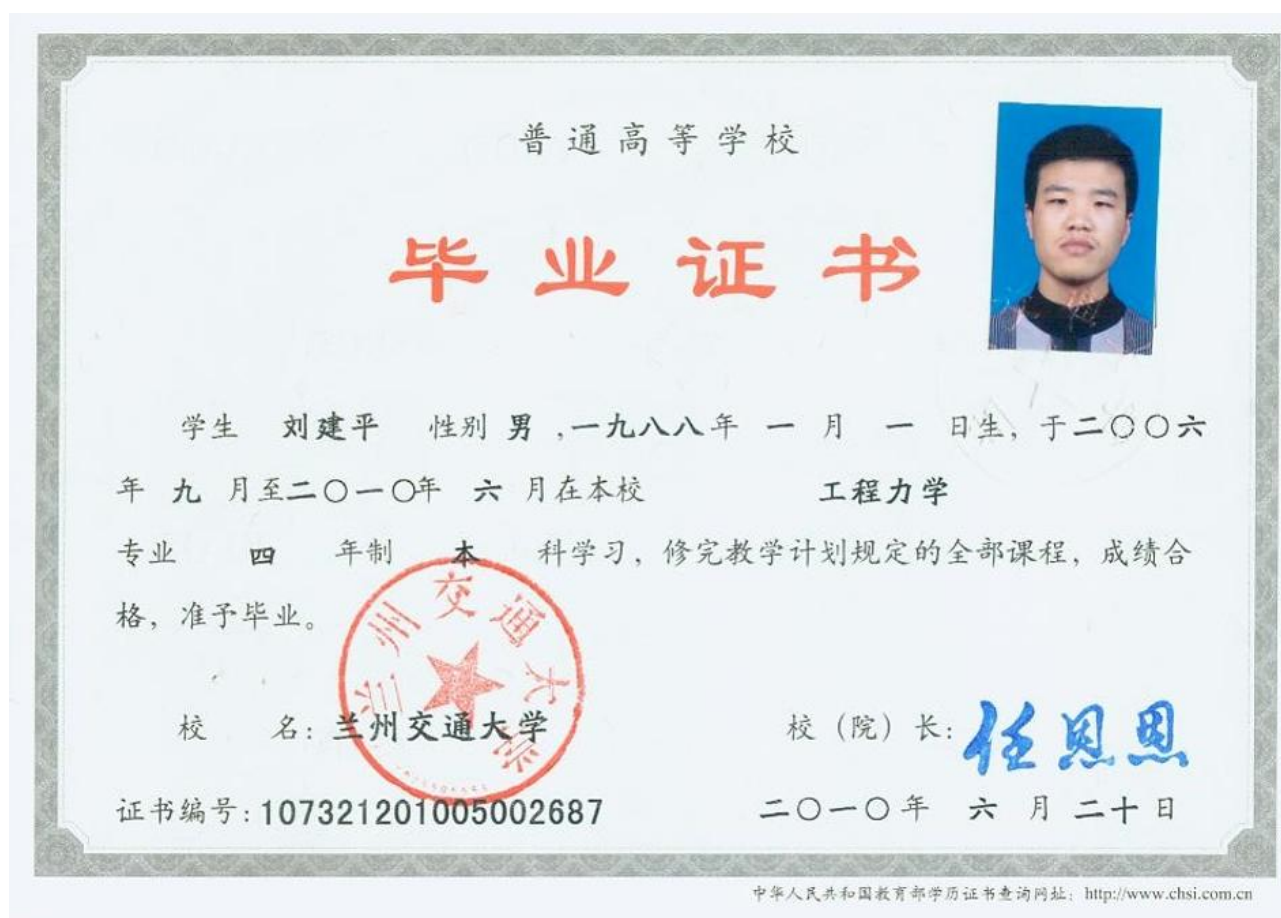 普通高等学校
毕业证书
学生 刘建平 性别 男 ,一九八八年 一 月 一 日生, 于二〇〇六
年 九 月至二〇一〇年 六 月在本校 工程力学
专业 四 年制 本 科学习, 修完教学计划规定的全部课程, 成绩合
格, 准予毕业。
兰州交通大学
校 名: 兰州交通大学 校 (院) 长: 任恩恩
证书编号: 107321201005002687 二〇一〇年 六 月 二十 日
中华人民共和国教育部学历证书查询网址: http://www.chsi.com.cn